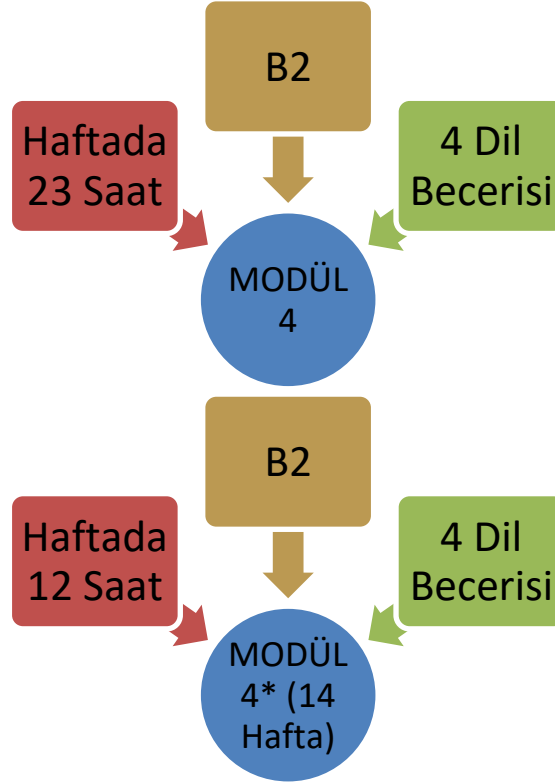 B2
Haftada
23 Saat
4 Dil
Becerisi
MODÜL
4
B2
Haftada
12 Saat
4 Dil
Becerisi
MODÜL
4* (14
Hafta)